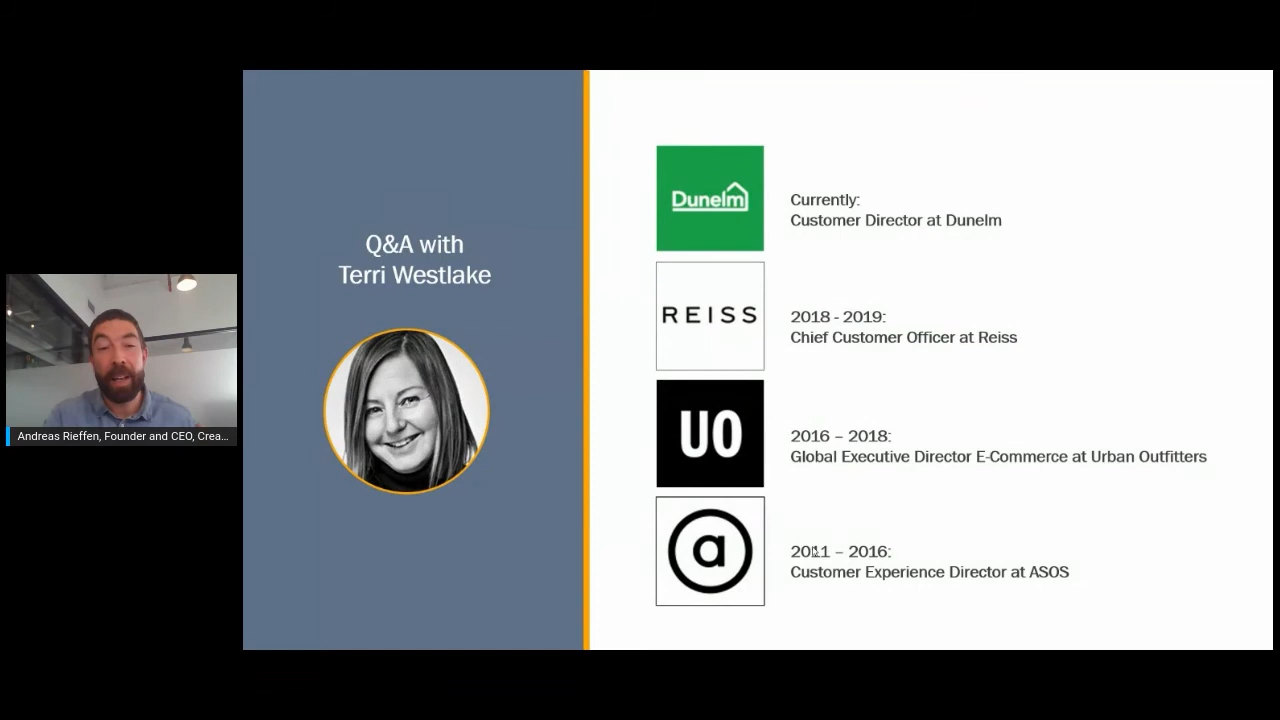 Q&A with
Terri Westlake
Dunelm
Currently:
Customer Director at Dunelm
REISS
2018 - 2019:
Chief Customer Officer at Reiss
UO
2016 – 2018:
Global Executive Director E-Commerce at Urban Outfitters
a
2011 – 2016:
Customer Experience Director at ASOS
Andreas Rieffen, Founder and CEO, Crea...